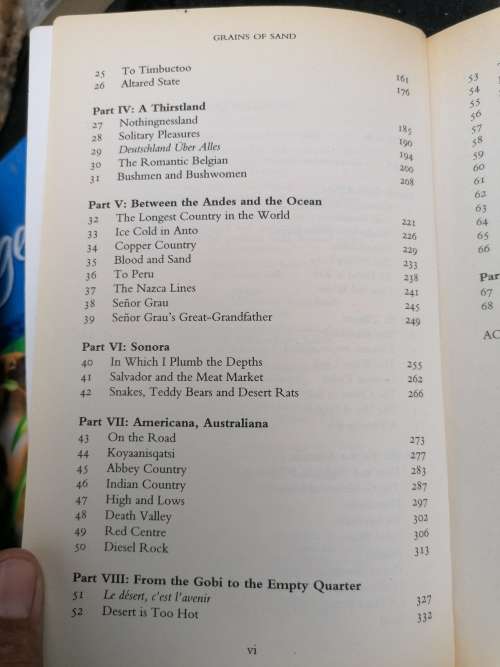 GRAINS OF SAND
25 To Timbuctoo 161
26 Altared State 176
Part IV: A Thirstland
27 Nothingnessland 185
28 Solitary Pleasures 190
29 Deutschland Über Alles 194
30 The Romantic Belgian 200
31 Bushmen and Bushwomen 208
Part V: Between the Andes and the Ocean
32 The Longest Country in the World 221
33 Ice Cold in Anto 226
34 Copper Country 229
35 Blood and Sand 233
36 To Peru 238
37 The Nazca Lines 241
38 Señor Grau 245
39 Señor Grau's Great-Grandfather 249
Part VI: Sonora
40 In Which I Plumb the Depths 255
41 Salvador and the Meat Market 262
42 Snakes, Teddy Bears and Desert Rats 266
Part VII: Americana, Australiana
43 On the Road 273
44 Koyaanisqatsi 277
45 Abbey Country 283
46 Indian Country 287
47 High and Lows 297
48 Death Valley 302
49 Red Centre 306
50 Diesel Rock 313
Part VIII: From the Gobi to the Empty Quarter
51 Le désert, c'est l'avenir 327
52 Desert is Too Hot 332
vi
53
54
55
56
57
58
59
60
61
62
63
64
65
66
Par
67
68
AC